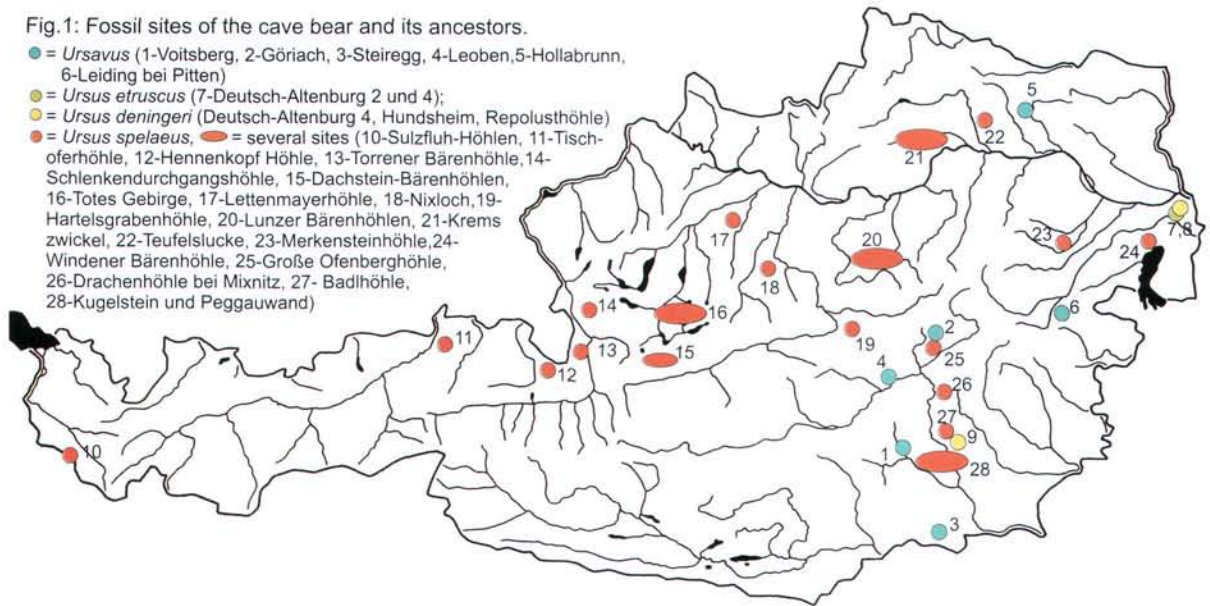 Fig.1: Fossil sites of the cave bear and its ancestors.
= Ursavus (1-Voitsberg, 2-Göriach, 3-Steiregg, 4-Leoben,5-Hollabrunn,
6-Leiding bei Pitten)
= Ursus etruscus (7-Deutsch-Altenburg 2 und 4);
= Ursus deningeri (Deutsch-Altenburg 4, Hundsheim, Repolusthöhle)
= Ursus spelaeus, = several sites (10-Sulzfluh-Höhlen, 11-Tisch-
oferhöhle, 12-Hennenkopf Höhle, 13-Torrener Bärenhöhle,14-
Schlenkendurchgangshöhle, 15-Dachstein-Bärenhöhlen,
16-Totes Gebirge, 17-Lettenmayerhöhle, 18-Nixloch,19-
Hartelsgrabenhöhle, 20-Lunzer Bärenhöhlen, 21-Krems
zwickel, 22-Teufelslucke, 23-Merkensteinhöhle,24-
Windener Bärenhöhle, 25-Große Ofenberghöhle,
26-Drachenhöhle bei Mixnitz, 27- Badlhöhle,
28-Kugelstein und Peggauwand)
5
22
21
7,8
17
23
20
24
18
14
16
6
2
11
19
13
15
25
4
12
26
27
9
10
1
28
3